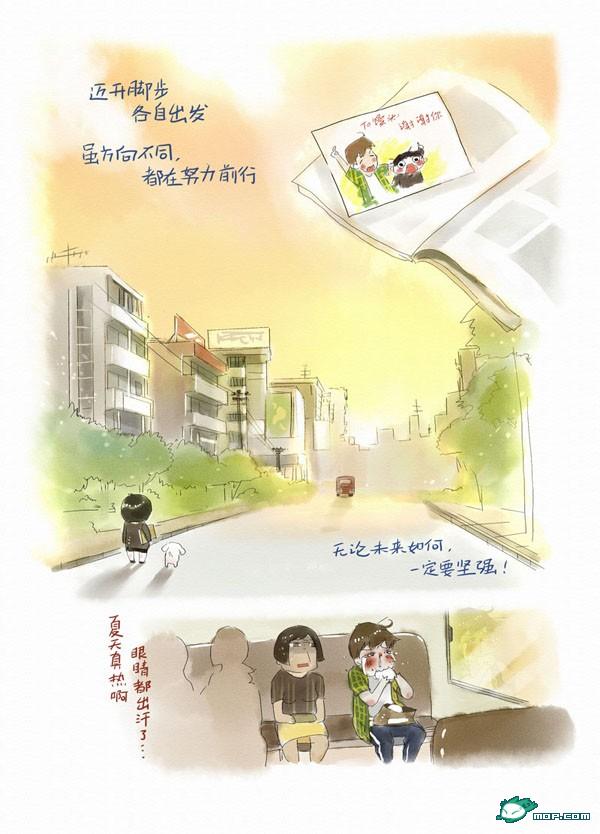 迈开脚步
各自出发
虽方向不同，
都在努力前行
To 馒头，
谢谢你
无论未来如何，
一定要坚强！
夏天真热啊
眼睛都出汗了...
mop.com